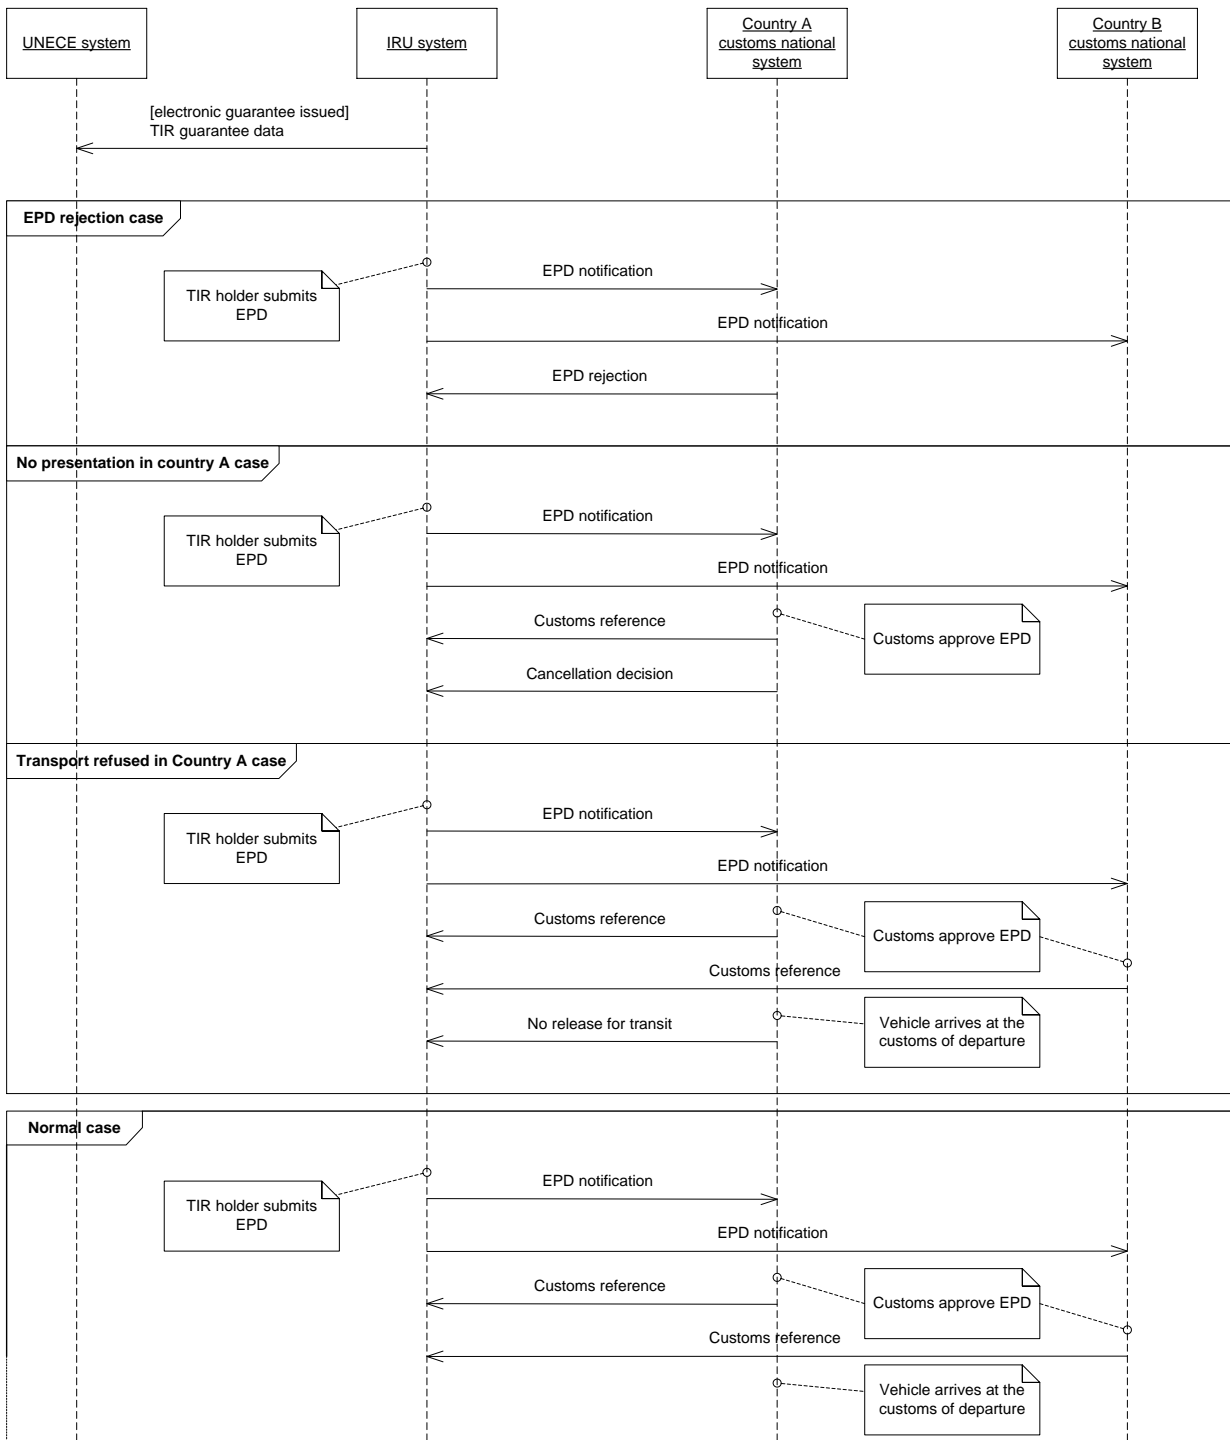 UNECE system
IRU system
Country A
customs national
system
Country B
customs national
system
[electronic guarantee issued]
TIR guarantee data
EPD rejection case
TIR holder submits
EPD
EPD notification
EPD notification
EPD rejection
No presentation in country A case
TIR holder submits
EPD
EPD notification
EPD notification
Customs reference
Customs approve EPD
Cancellation decision
Transport refused in Country A case
TIR holder submits
EPD
EPD notification
EPD notification
Customs reference
Customs approve EPD
Customs reference
No release for transit
Vehicle arrives at the
customs of departure
Normal case
TIR holder submits
EPD
EPD notification
EPD notification
Customs reference
Customs approve EPD
Customs reference
Vehicle arrives at the
customs of departure